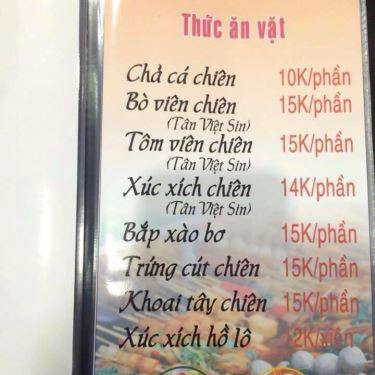 Thức ăn vặt
Chả cá chiên 10K/phần
Bò viên chiên 15K/phần
(Tân Việt Sin)
Tôm viên chiên 15K/phần
(Tân Việt Sin)
Xúc xích chiên 14K/phần
(Tân Việt Sin)
Bắp xào bơ 15K/phần
Trứng cút chiên 15K/phần
Khoai tây chiên 15K/phần
Xúc xích hồ lô 12K/xiên